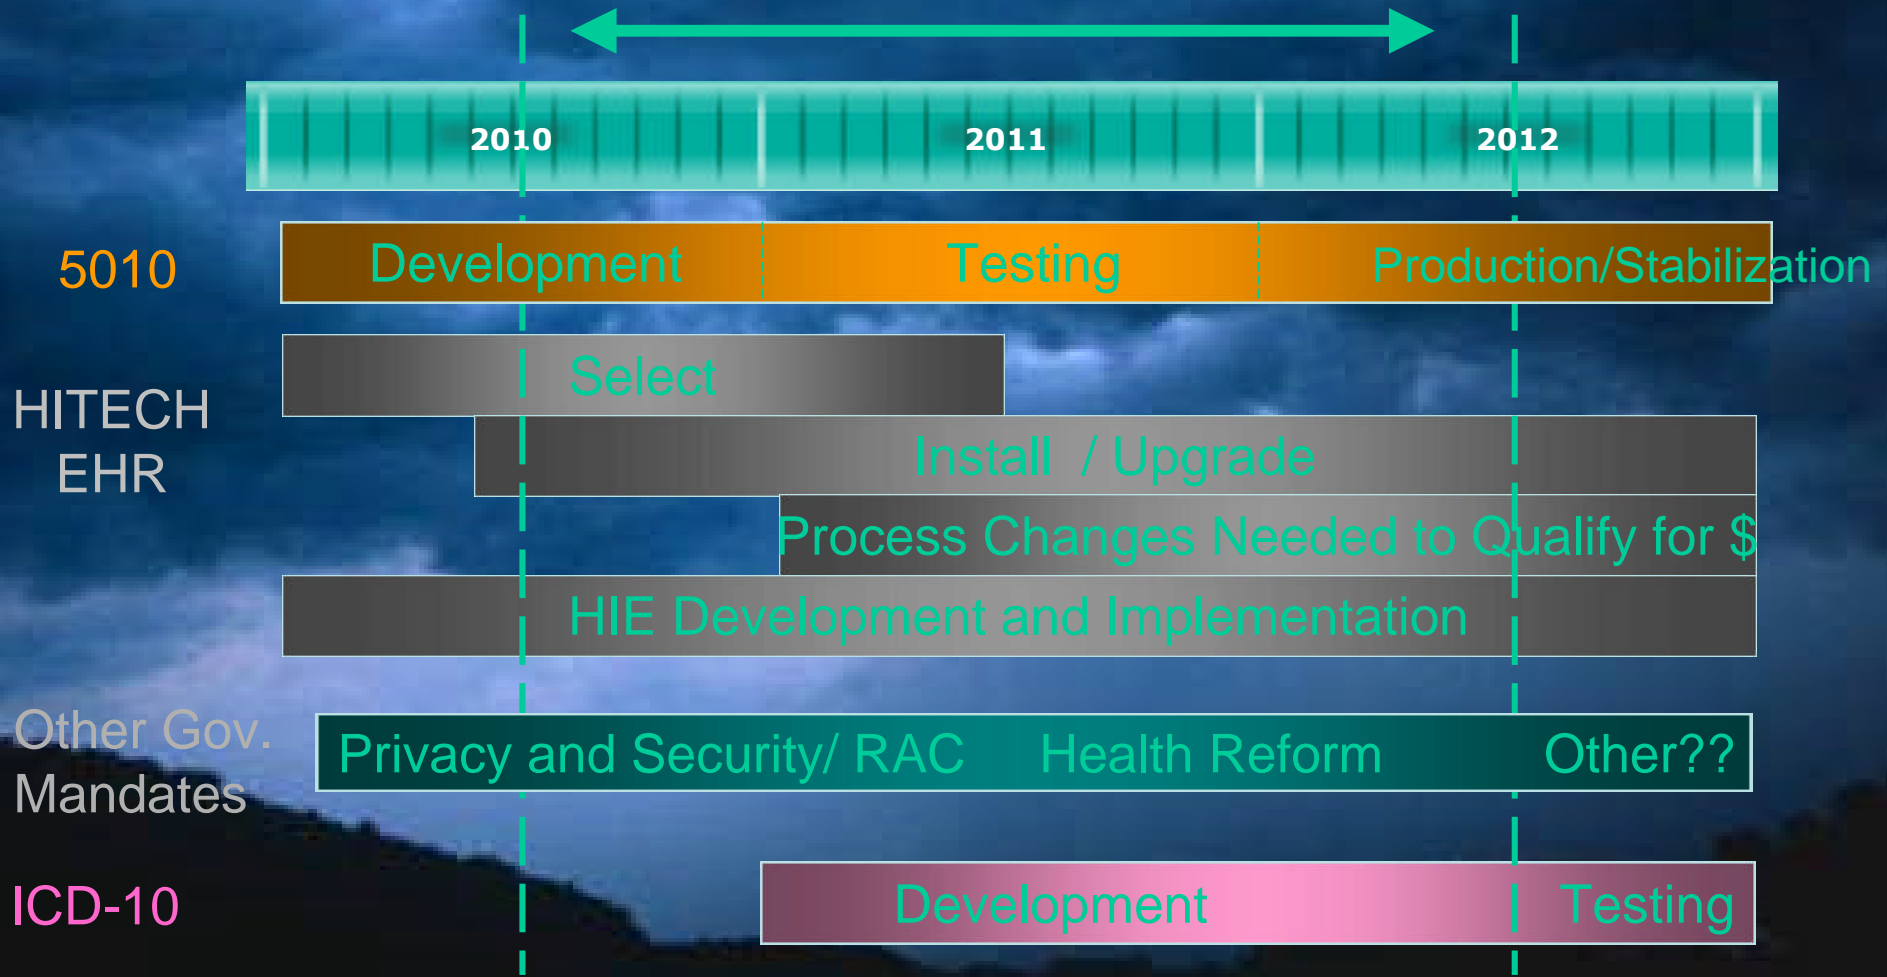 2010 2011 2012
5010
Development Testing Production/Stabilization
HITECH
EHR
Select
Install / Upgrade
Process Changes Needed to Qualify for $
HIE Development and Implementation
Other Gov.
Mandates
Privacy and Security/ RAC Health Reform Other??
ICD-10
Development Testing